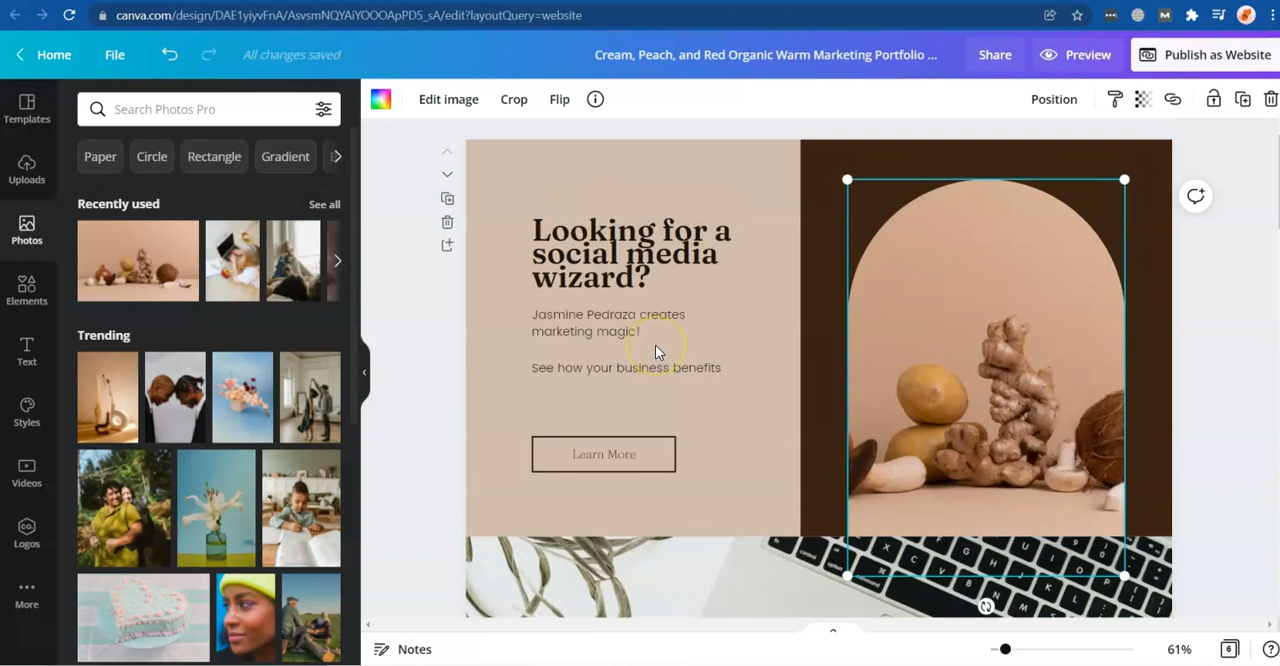 canva.com/design/DAE1yiyvFnA/AsvsmNQYAiYOOOApPD5_sA/edit?layoutQuery=website
Home
File
All changes saved
Cream, Peach, and Red Organic Warm Marketing Portfolio ...
Share
Preview
Publish as Website
Templates
Uploads
Photos
Elements
Text
Styles
Videos
Logos
More
Search Photos Pro
Paper
Circle
Rectangle
Gradient
Recently used
See all
Trending
Edit image
Crop
Flip
Position
Looking for a
social media
wizard?
Jasmine Pedraza creates
marketing magic!
See how your business benefits
Learn More
Notes
61%
6